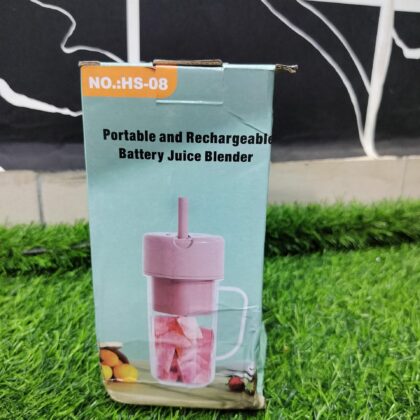 NO.:HS-08
Portable and Rechargeable
Battery Juice Blender